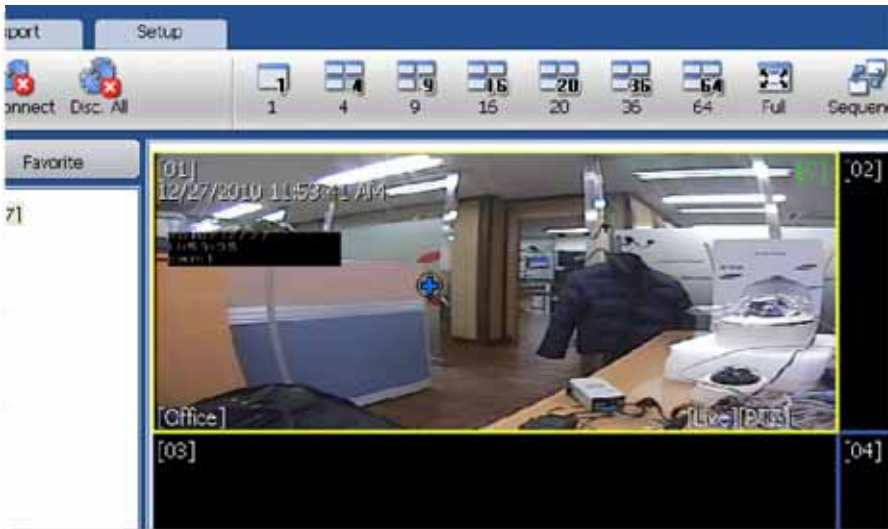 xport Setup
onnect Disc. All 1 4 9 16 20 36 64 Full Sequen
Favorite
7]
[01] [02]
12/27/2010 11:53:41 AM
[Office] [Live]
[03] [04]